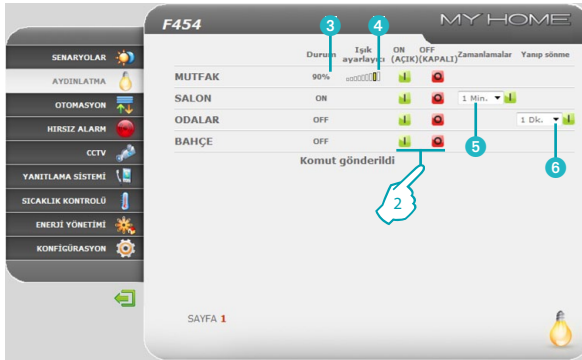 F454
MY HOME
3
4
Durum
Işık ayarlayıcı
ON (AÇIK)
OFF (KAPALI)
Zamanlamalar
Yanıp sönme
SENARYOLAR
AYDINLATMA
OTOMASYON
HIRSIZ ALARM
CCTV
YANITLAMA SİSTEMİ
SICAKLIK KONTROLÜ
ENERJİ YÖNETİMİ
KONFİGÜRASYON
MUTFAK 90%
SALON ON 1 Min.
ODALAR OFF 1 Dk.
BAHÇE OFF
5
6
Komut gönderildi
2
SAYFA 1